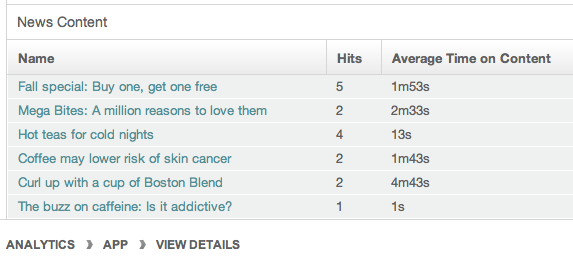 News Content
Name Hits Average Time on Content
Fall special: Buy one, get one free 5 1m53s
Mega Bites: A million reasons to love them 2 2m33s
Hot teas for cold nights 4 13s
Coffee may lower risk of skin cancer 2 1m43s
Curl up with a cup of Boston Blend 2 4m43s
The buzz on caffeine: Is it addictive? 1 1s
ANALYTICS ❯ APP ❯ VIEW DETAILS